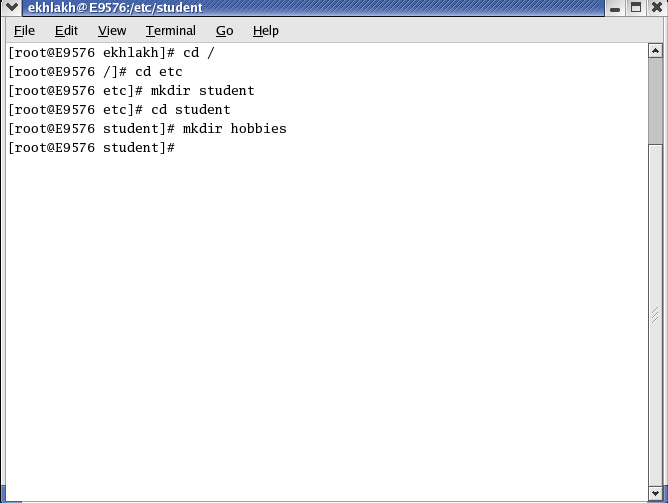 ekhlakh@E9576:/etc/student
File Edit View Terminal Go Help
[root@E9576 ekhlakh]# cd /
[root@E9576 /]# cd etc
[root@E9576 etc]# mkdir student
[root@E9576 etc]# cd student
[root@E9576 student]# mkdir hobbies
[root@E9576 student]#